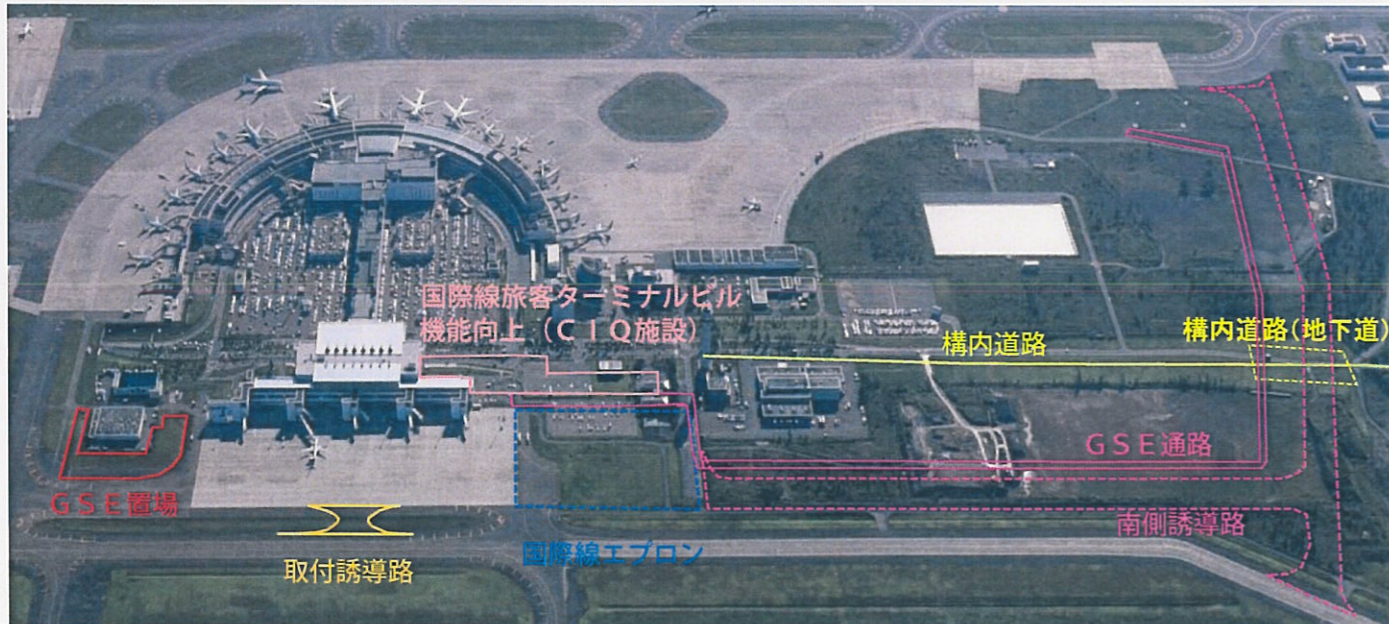 国際線旅客ターミナルビル
機能向上（ＣＩＱ施設）
構内道路
構内道路(地下道)
ＧＳＥ通路
ＧＳＥ置場
南側誘導路
国際線エプロン
取付誘導路